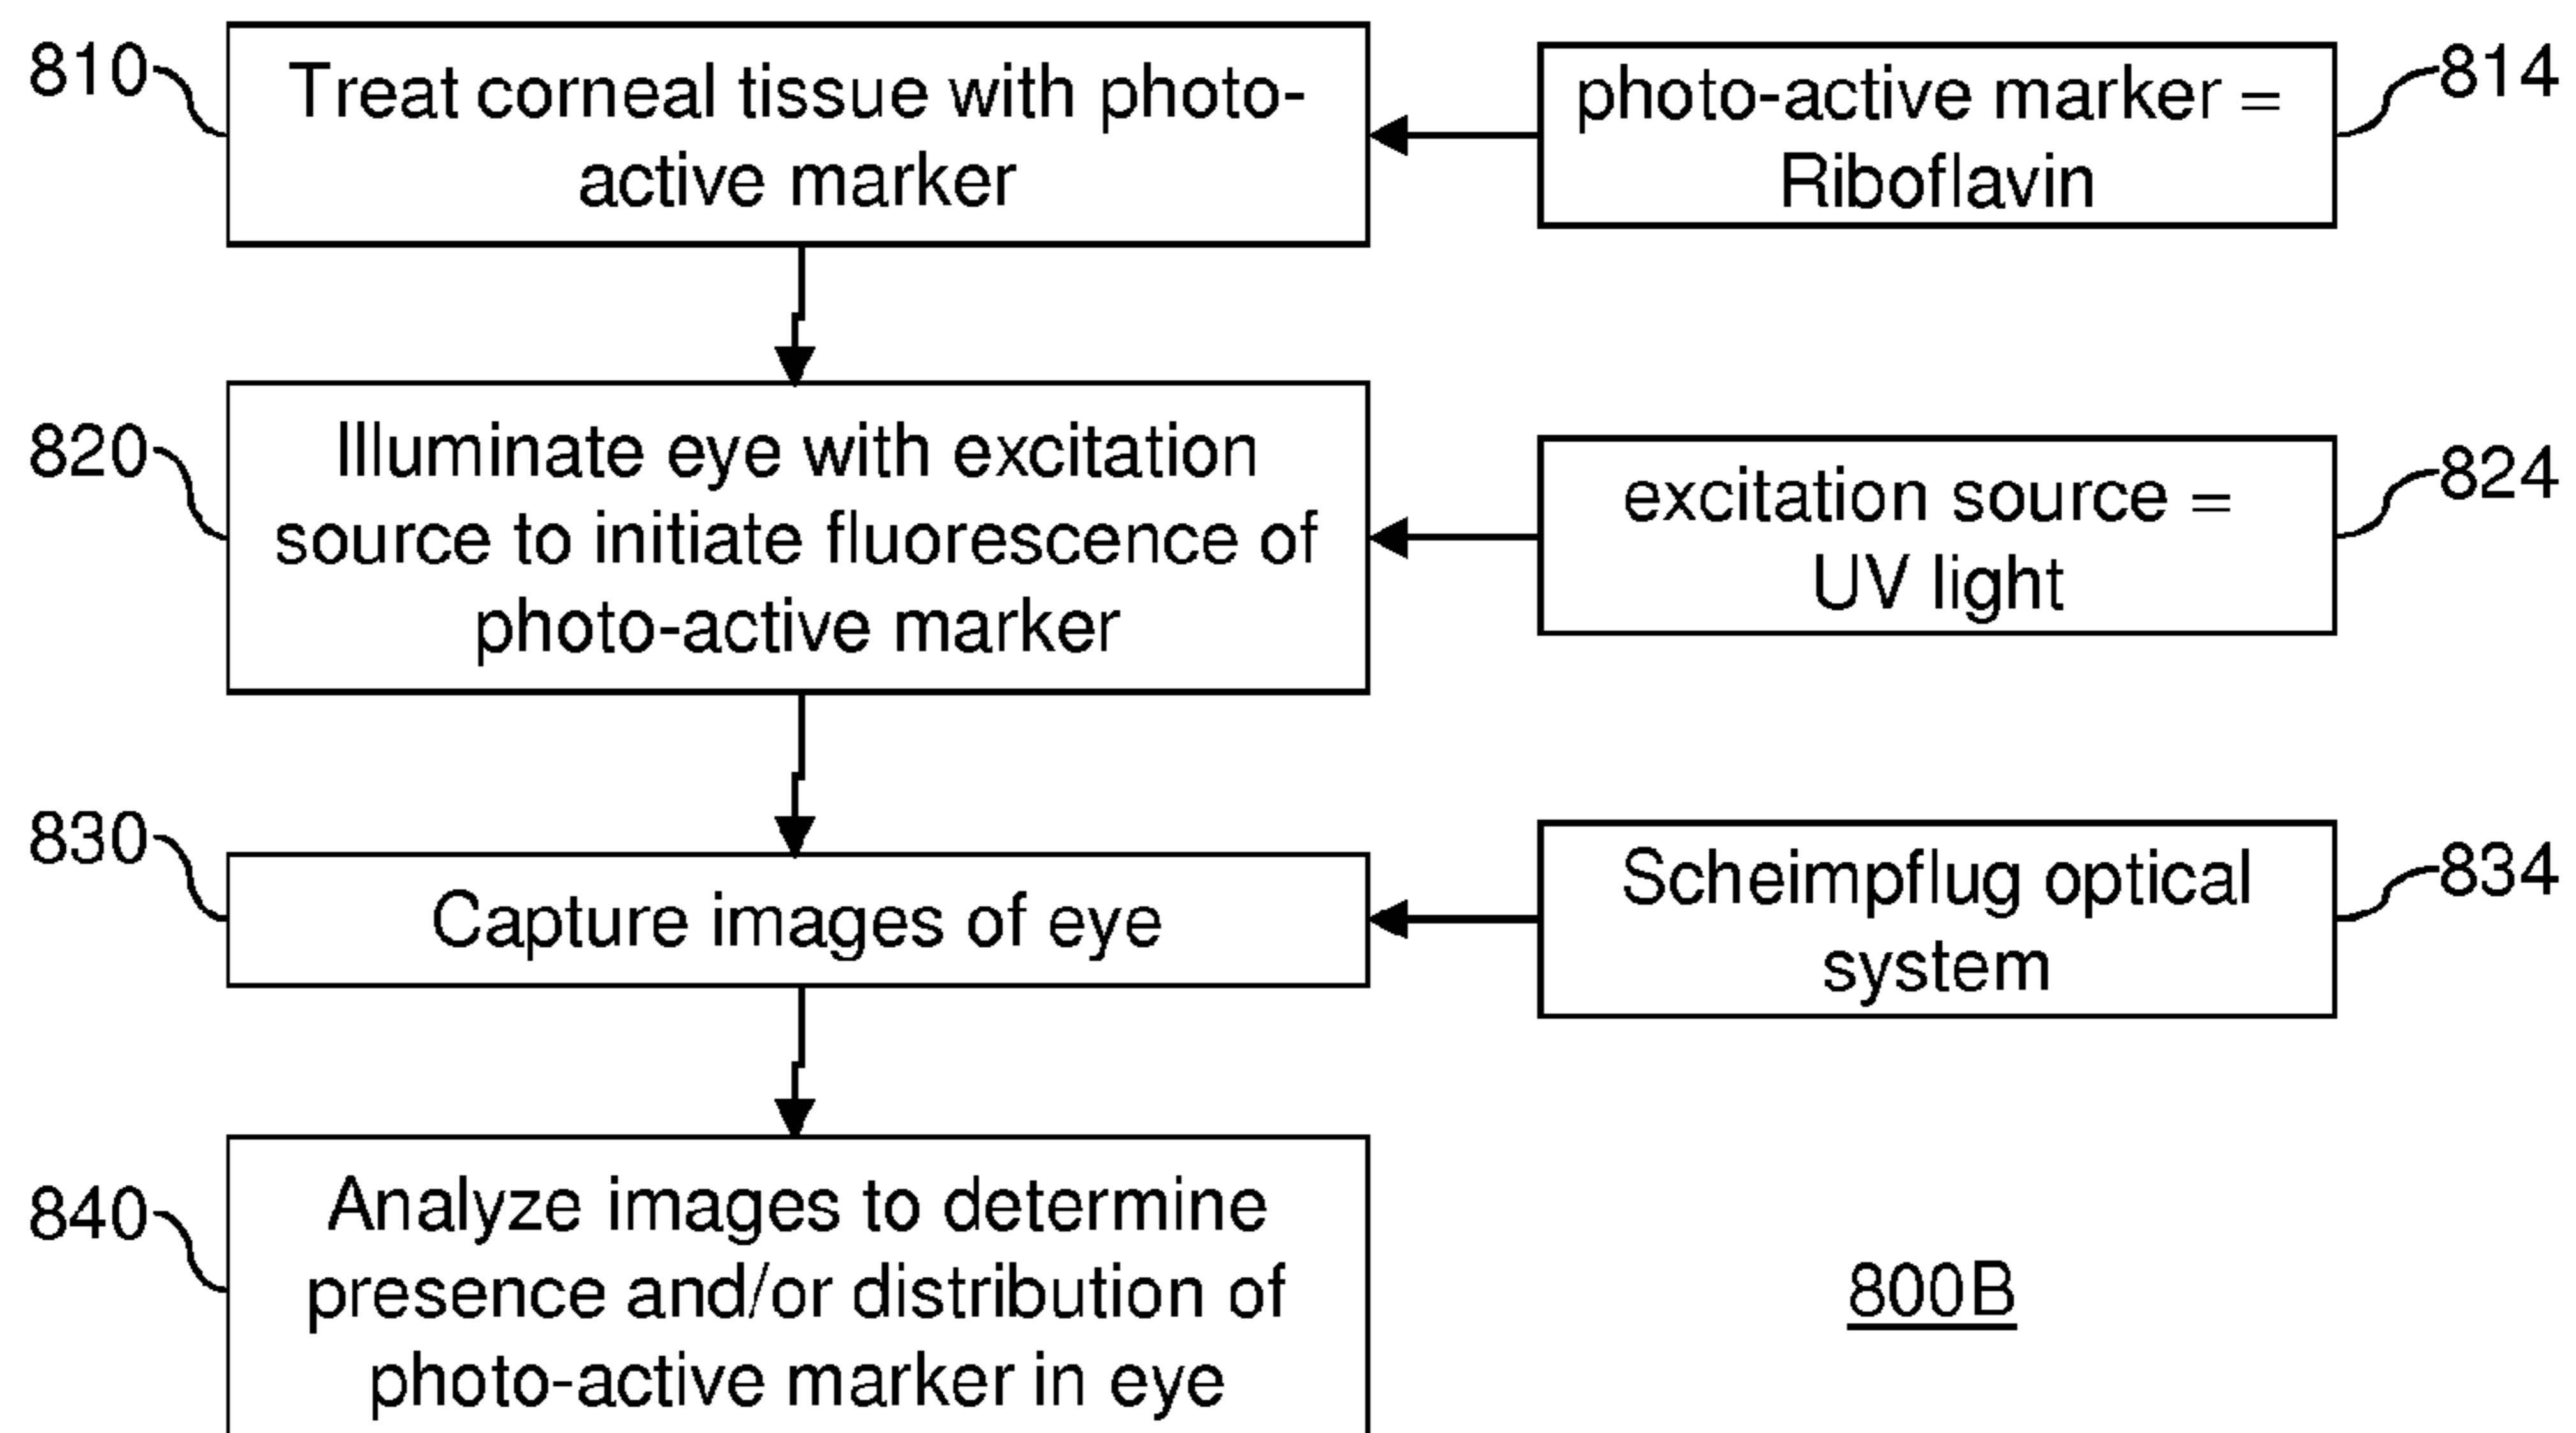 810
Treat corneal tissue with photo-
active marker
photo-active marker =
Riboflavin
814
820
Illuminate eye with excitation
source to initiate fluorescence of
photo-active marker
excitation source =
UV light
824
830
Capture images of eye
Scheimpflug optical
system
834
840
Analyze images to determine
presence and/or distribution of
photo-active marker in eye
800B